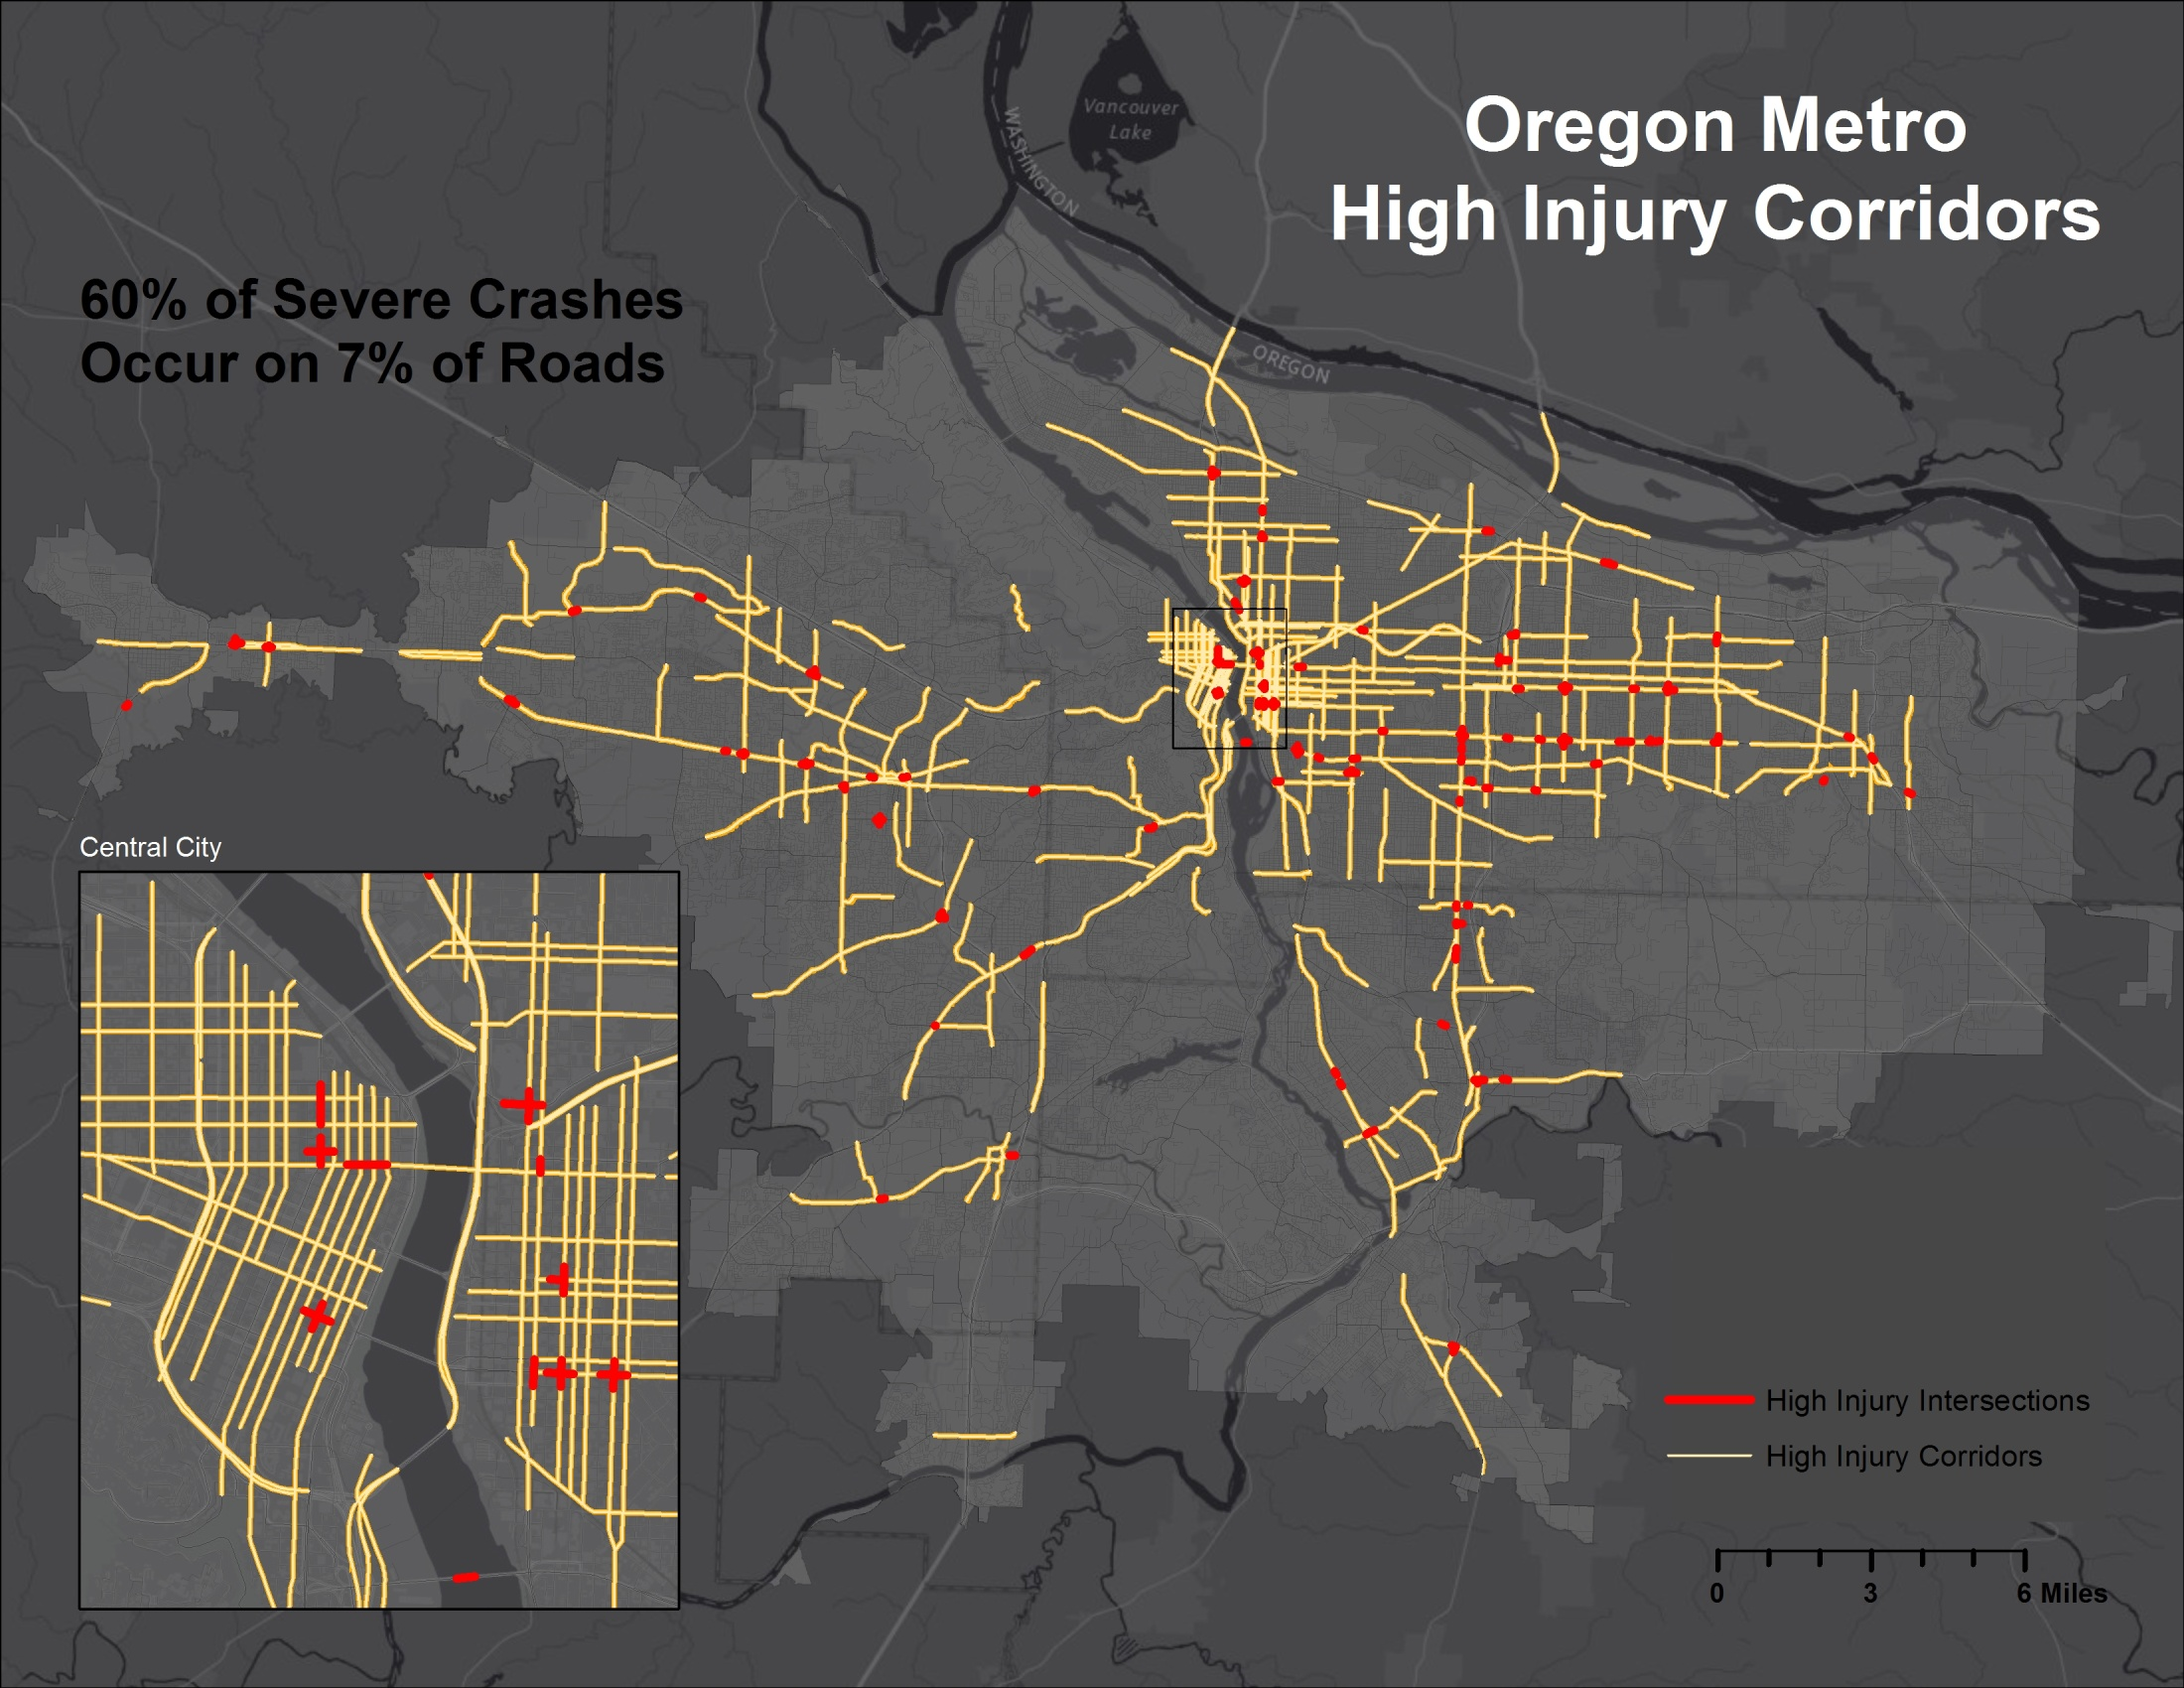 Oregon Metro
High Injury Corridors
60% of Severe Crashes
Occur on 7% of Roads
Vancouver
Lake
WASHINGTON
OREGON
Central City
High Injury Intersections
High Injury Corridors
0 3 6 Miles